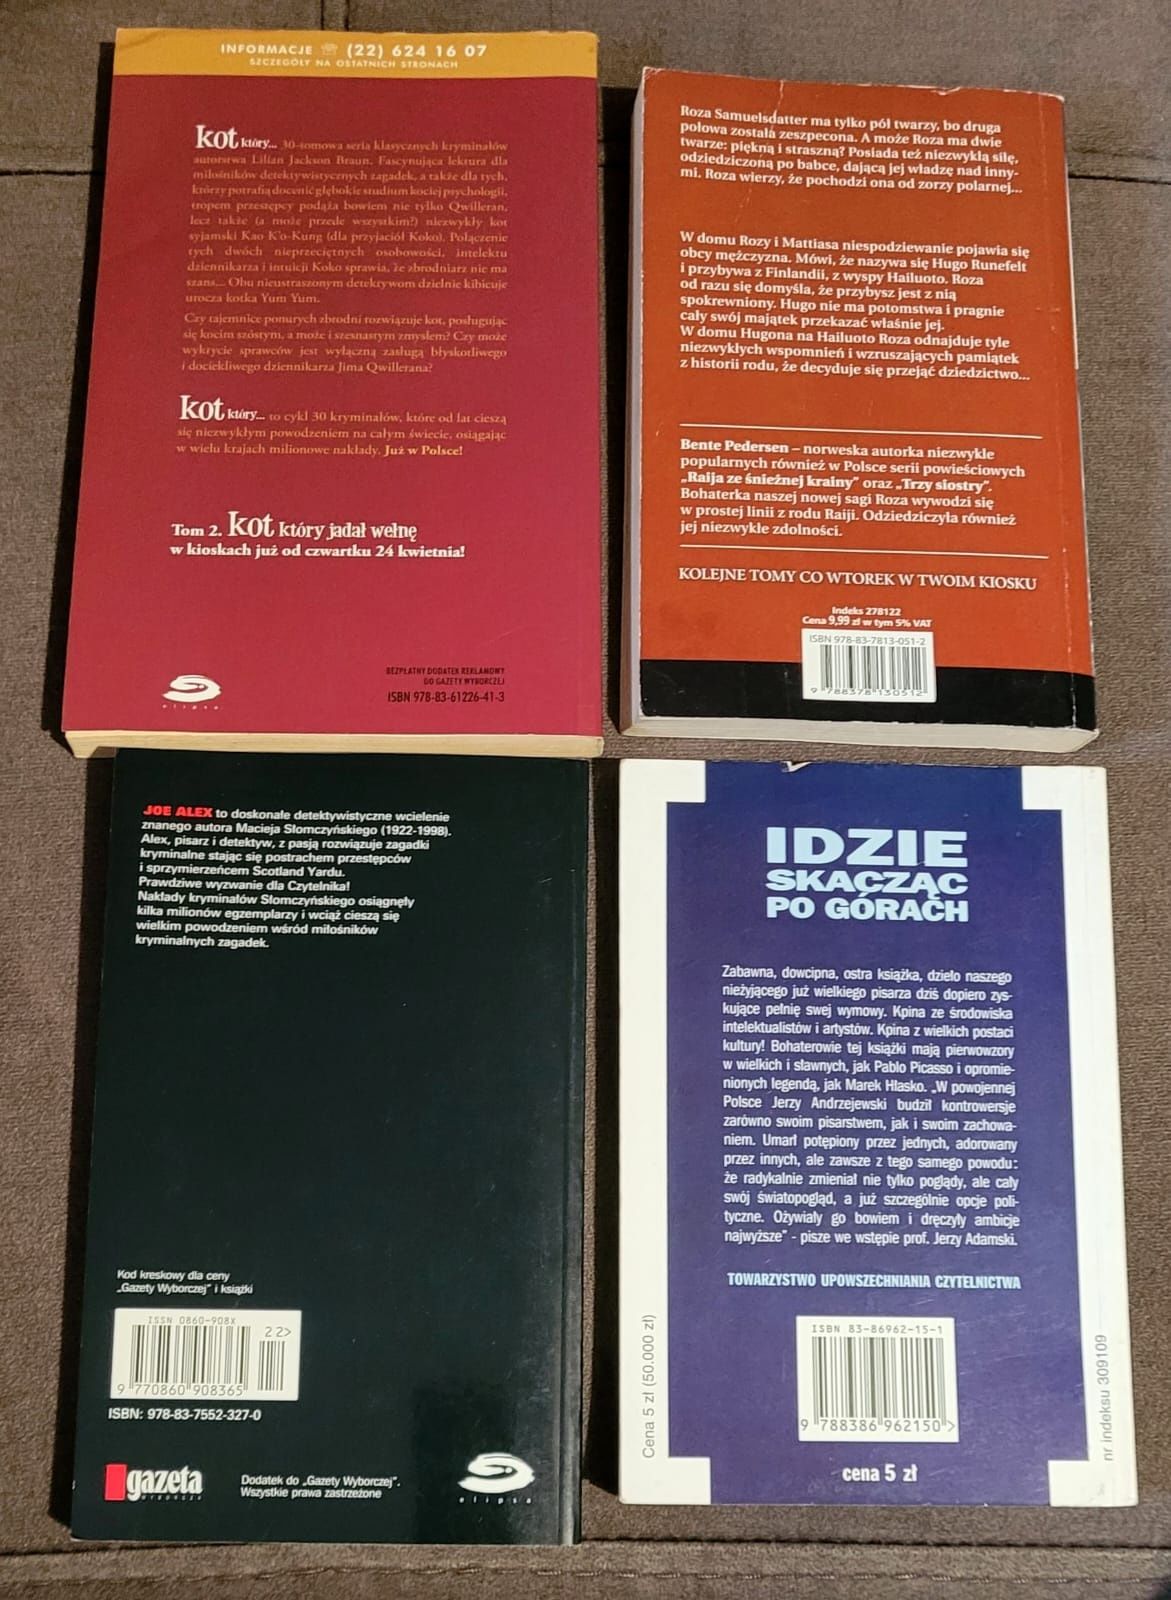 INFORMACJE ☏ (22) 624 16 07
SZCZEGÓŁY NA OSTATNICH STRONACH
kot który... 30-tomowa seria klasycznych kryminałów
autorstwa Lilian Jackson Braun. Fascynująca lektura dla
miłośników detektywistycznych zagadek, a także dla tych,
którzy potrafią docenić głębokie studium kociej psychologii,
tropem przestępcy podąża bowiem nie tylko Qwilleran,
lecz także (a może przede wszystkim?) niezwykły kot
syjamski Kao K'o-Kung (dla przyjaciół Koko). Połączenie
tych dwóch nieprzeciętnych osobowości, intelektu
dziennikarza i intuicji Koko sprawia, że zbrodniarz nie ma
szans... Obu nieustraszonym detektywom dzielnie kibicuje
urocza kotka Yum Yum.
Czy tajemnice ponurych zbrodni rozwiązuje kot, posługując
się kocim szóstym, a może i szesnastym zmysłem? Czy może
wykrycie sprawców jest wyłączną zasługą błyskotliwego
i dociekliwego dziennikarza Jima Qwillerana?
kot który... to cykl 30 kryminałów, które od lat cieszą
się niezwykłym powodzeniem na całym świecie, osiągając
w wielu krajach milionowe nakłady. Już w Polsce!
Tom 2. kot który jadał wełnę
w kioskach już od czwartku 24 kwietnia!
elipsa
BEZPŁATNY DODATEK REKLAMOWY
DO GAZETY WYBORCZEJ
ISBN 978-83-61226-41-3
Roza Samuelsdatter ma tylko pół twarzy, bo druga
połowa została zeszpecona. A może Roza ma dwie
twarze: piękną i straszną? Posiada też niezwykłą siłę,
odziedziczoną po babce, dającą jej władzę nad inny-
mi. Roza wierzy, że pochodzi ona od zorzy polarnej...
W domu Rozy i Mattiasa niespodziewanie pojawia się
obcy mężczyzna. Mówi, że nazywa się Hugo Runefelt
i przybywa z Finlandii, z wyspy Hailuoto. Roza
od razu się domyśla, że przybysz jest z nią
spokrewniony. Hugo nie ma potomstwa i pragnie
cały swój majątek przekazać właśnie jej.
W domu Hugona na Hailuoto Roza odnajduje tyle
niezwykłych wspomnień i wzruszających pamiątek
z historii rodu, że decyduje się przejąć dziedzictwo...
Bente Pedersen – norweska autorka niezwykle
popularnych również w Polsce serii powieściowych
„Raija ze śnieżnej krainy” oraz „Trzy siostry”.
Bohaterka naszej nowej sagi Roza wywodzi się
w prostej linii z rodu Raiji. Odziedziczyła również
jej niezwykłe zdolności.
KOLEJNE TOMY CO WTOREK W TWOIM KIOSKU
Indeks 278122
Cena 9,99 zł w tym 5% VAT
ISBN 978-83-7813-051-2
9 788378 130512
JOE ALEX to doskonałe detektywistyczne wcielenie
znanego autora Macieja Słomczyńskiego (1922-1998).
Alex, pisarz i detektyw, z pasją rozwiązuje zagadki
kryminalne stając się postrachem przestępców
i sprzymierzeńcem Scotland Yardu.
Prawdziwe wyzwanie dla Czytelnika!
Nakłady kryminałów Słomczyńskiego osiągnęły
kilka milionów egzemplarzy i wciąż cieszą się
wielkim powodzeniem wśród miłośników
kryminalnych zagadek.
Kod kreskowy dla ceny
„Gazety Wyborczej” i książki
ISSN 0860-908X
22>
9 770860 908365
ISBN: 978-83-7552-327-0
gazeta
WYBORCZA
Dodatek do „Gazety Wyborczej”.
Wszystkie prawa zastrzeżone
elipsa
IDZIE
SKACZĄC
PO GÓRACH
Zabawna, dowcipna, ostra książka, dzieło naszego
nieżyjącego już wielkiego pisarza dziś dopiero zys-
kujące pełnię swej wymowy. Kpina ze środowiska
intelektualistów i artystów. Kpina z wielkich postaci
kultury! Bohaterowie tej książki mają pierwowzory
w wielkich i sławnych, jak Pablo Picasso i opromie-
nionych legendą, jak Marek Hłasko. „W powojennej
Polsce Jerzy Andrzejewski budził kontrowersje
zarówno swoim pisarstwem, jak i swoim zachowa-
niem. Umarł potępiony przez jednych, adorowany
przez innych, ale zawsze z tego samego powodu:
że radykalnie zmieniał nie tylko poglądy, ale cały
swój światopogląd, a już szczególnie opcje poli-
tyczne. Ożywiały go bowiem i dręczyły ambicje
najwyższe” - pisze we wstępie prof. Jerzy Adamski.
TOWARZYSTWO UPOWSZECHNIANIA CZYTELNICTWA
ISBN 83-86962-15-1
9 788386 962150>
cena 5 zł
Cena 5 zł (50.000 zł)
nr indeksu 309109